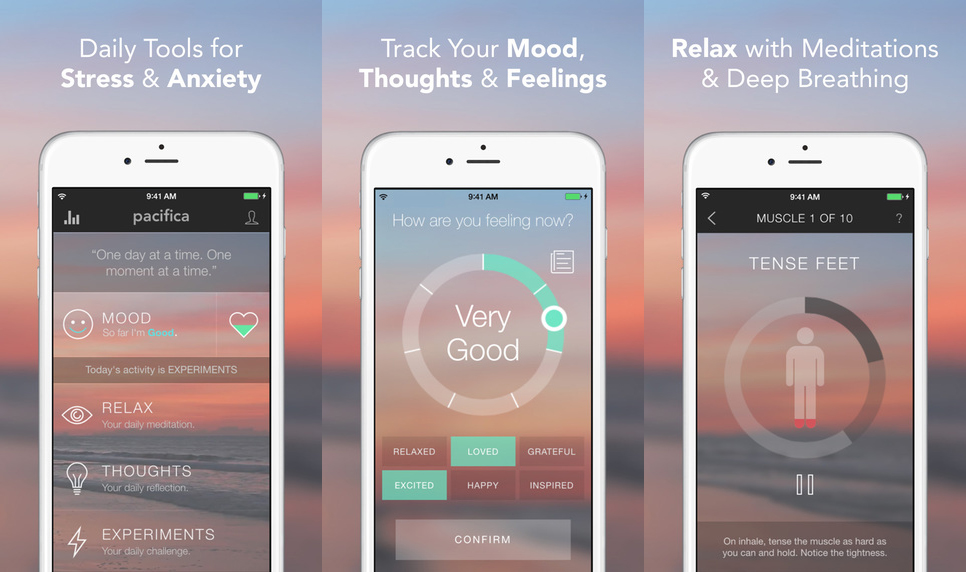 Daily Tools for
Stress & Anxiety
9:41 AM
pacifica
“One day at a time. One
moment at a time.”
MOOD
So far I'm Good.
Today's activity is EXPERIMENTS
RELAX
Your daily meditation.
THOUGHTS
Your daily reflection.
EXPERIMENTS
Your daily challenge.
Track Your Mood,
Thoughts & Feelings
9:41 AM
How are you feeling now?
Very
Good
RELAXED LOVED GRATEFUL
EXCITED HAPPY INSPIRED
CONFIRM
Relax with Meditations
& Deep Breathing
9:41 AM
MUSCLE 1 OF 10 ?
TENSE FEET
On inhale, tense the muscle as hard as
you can and hold. Notice the tightness.